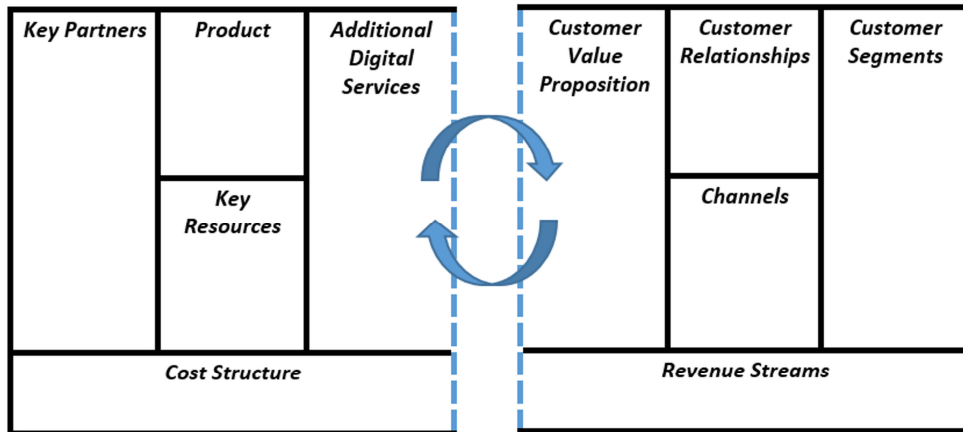 Key Partners
Product
Additional
Digital
Services
Key
Resources
Cost Structure
Customer
Value
Proposition
Customer
Relationships
Customer
Segments
Channels
Revenue Streams